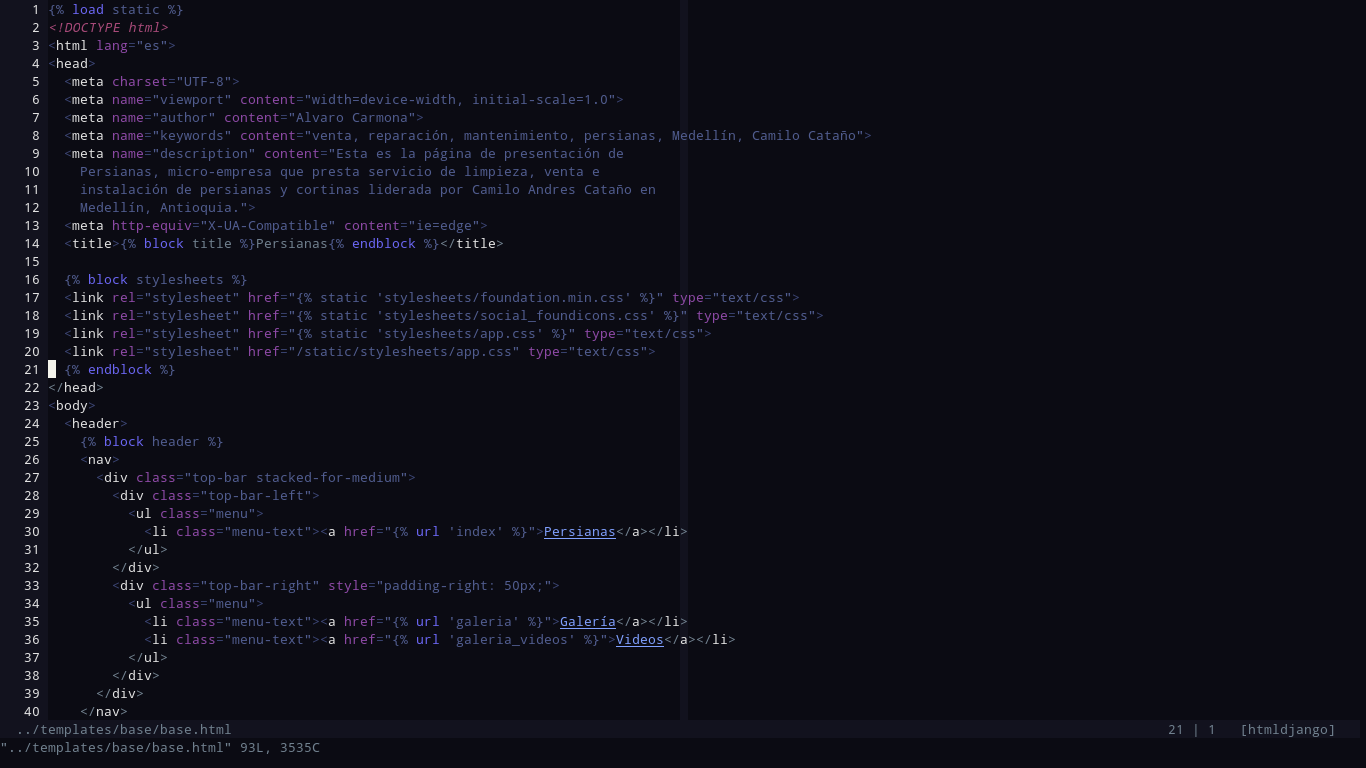 1 {% load static %}
2 <!DOCTYPE html>
3 <html lang="es">
4 <head>
5   <meta charset="UTF-8">
6   <meta name="viewport" content="width=device-width, initial-scale=1.0">
7   <meta name="author" content="Alvaro Carmona">
8   <meta name="keywords" content="venta, reparación, mantenimiento, persianas, Medellín, Camilo Cataño">
9   <meta name="description" content="Esta es la página de presentación de
10     Persianas, micro-empresa que presta servicio de limpieza, venta e
11     instalación de persianas y cortinas liderada por Camilo Andres Cataño en
12     Medellín, Antioquia.">
13   <meta http-equiv="X-UA-Compatible" content="ie=edge">
14   <title>{% block title %}Persianas{% endblock %}</title>
15
16   {% block stylesheets %}
17   <link rel="stylesheet" href="{% static 'stylesheets/foundation.min.css' %}" type="text/css">
18   <link rel="stylesheet" href="{% static 'stylesheets/social_foundicons.css' %}" type="text/css">
19   <link rel="stylesheet" href="{% static 'stylesheets/app.css' %}" type="text/css">
20   <link rel="stylesheet" href="/static/stylesheets/app.css" type="text/css">
21   {% endblock %}
22 </head>
23 <body>
24   <header>
25     {% block header %}
26     <nav>
27       <div class="top-bar stacked-for-medium">
28         <div class="top-bar-left">
29           <ul class="menu">
30             <li class="menu-text"><a href="{% url 'index' %}">Persianas</a></li>
31           </ul>
32         </div>
33         <div class="top-bar-right" style="padding-right: 50px;">
34           <ul class="menu">
35             <li class="menu-text"><a href="{% url 'galeria' %}">Galería</a></li>
36             <li class="menu-text"><a href="{% url 'galeria_videos' %}">Videos</a></li>
37           </ul>
38         </div>
39       </div>
40     </nav>
../templates/base/base.html 21 | 1 [htmldjango]
"../templates/base/base.html" 93L, 3535C